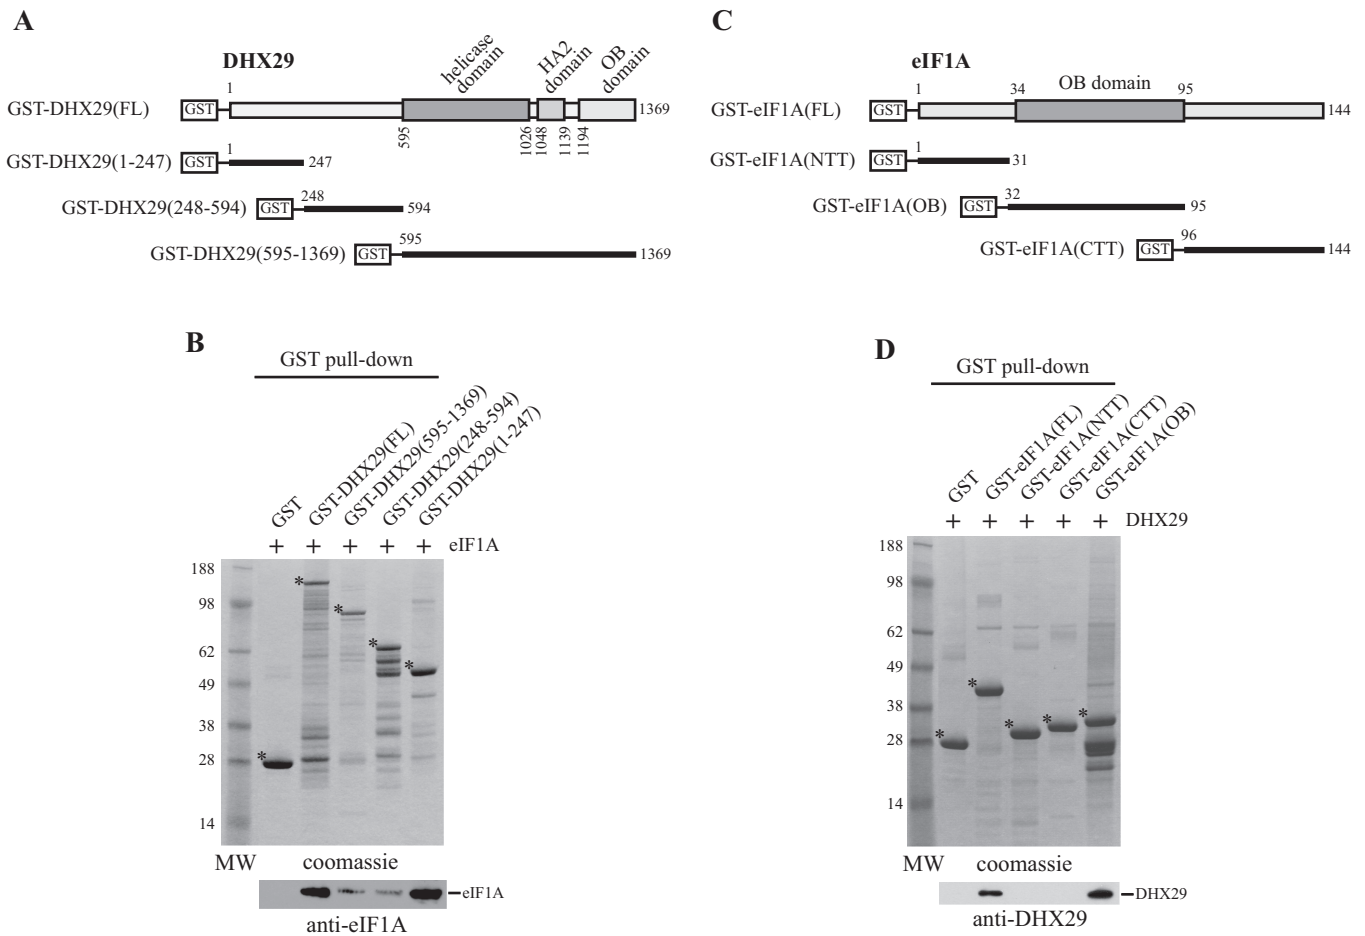 A
DHX29
helicase domain
HA2 domain
OB domain
GST-DHX29(FL)
GST
1
1369
595
1026
1048
1139
1194
GST-DHX29(1-247)
GST
1
247
GST-DHX29(248-594)
GST
248
594
GST-DHX29(595-1369)
GST
595
1369
C
eIF1A
GST-eIF1A(FL)
GST
1
34
OB domain
95
144
GST-eIF1A(NTT)
GST
1
31
GST-eIF1A(OB)
GST
32
95
GST-eIF1A(CTT)
GST
96
144
B
GST pull-down
GST
GST-DHX29(FL)
GST-DHX29(595-1369)
GST-DHX29(248-594)
GST-DHX29(1-247)
+ + + + + eIF1A
188
98
62
49
38
28
14
* * * * *
MW coomassie
eIF1A
anti-eIF1A
D
GST pull-down
GST
GST-eIF1A(FL)
GST-eIF1A(NTT)
GST-eIF1A(CTT)
GST-eIF1A(OB)
+ + + + + DHX29
188
98
62
49
38
28
14
* * * * *
MW coomassie
DHX29
anti-DHX29